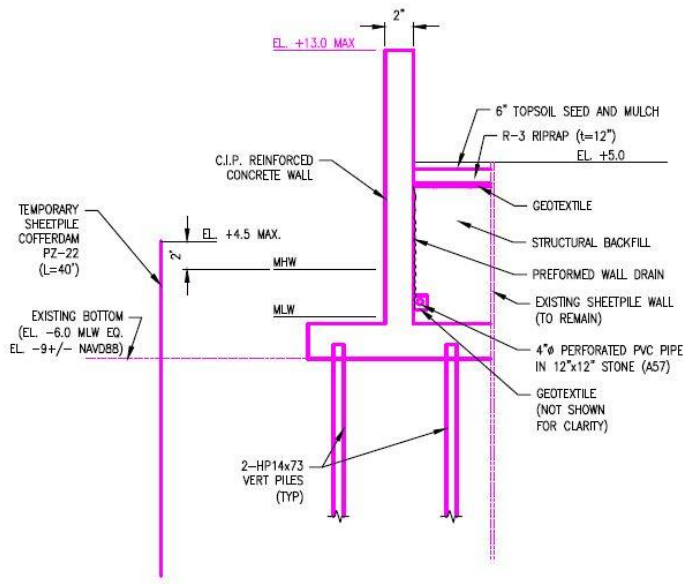 2"
EL. +13.0 MAX
6" TOPSOIL SEED AND MULCH
R-3 RIPRAP (t=12")
EL. +5.0
C.I.P. REINFORCED
CONCRETE WALL
GEOTEXTILE
TEMPORARY
SHEETPILE
COFFERDAM
PZ-22
(L=40')
EL. +4.5 MAX.
2'
STRUCTURAL BACKFILL
MHW
PREFORMED WALL DRAIN
MLW
EXISTING SHEETPILE WALL
(TO REMAIN)
EXISTING BOTTOM
(EL. -6.0 MLW EQ.
EL. -9+/- NAVD88)
4"ø PERFORATED PVC PIPE
IN 12"x12" STONE (A57)
GEOTEXTILE
(NOT SHOWN
FOR CLARITY)
2-HP14x73
VERT PILES
(TYP)